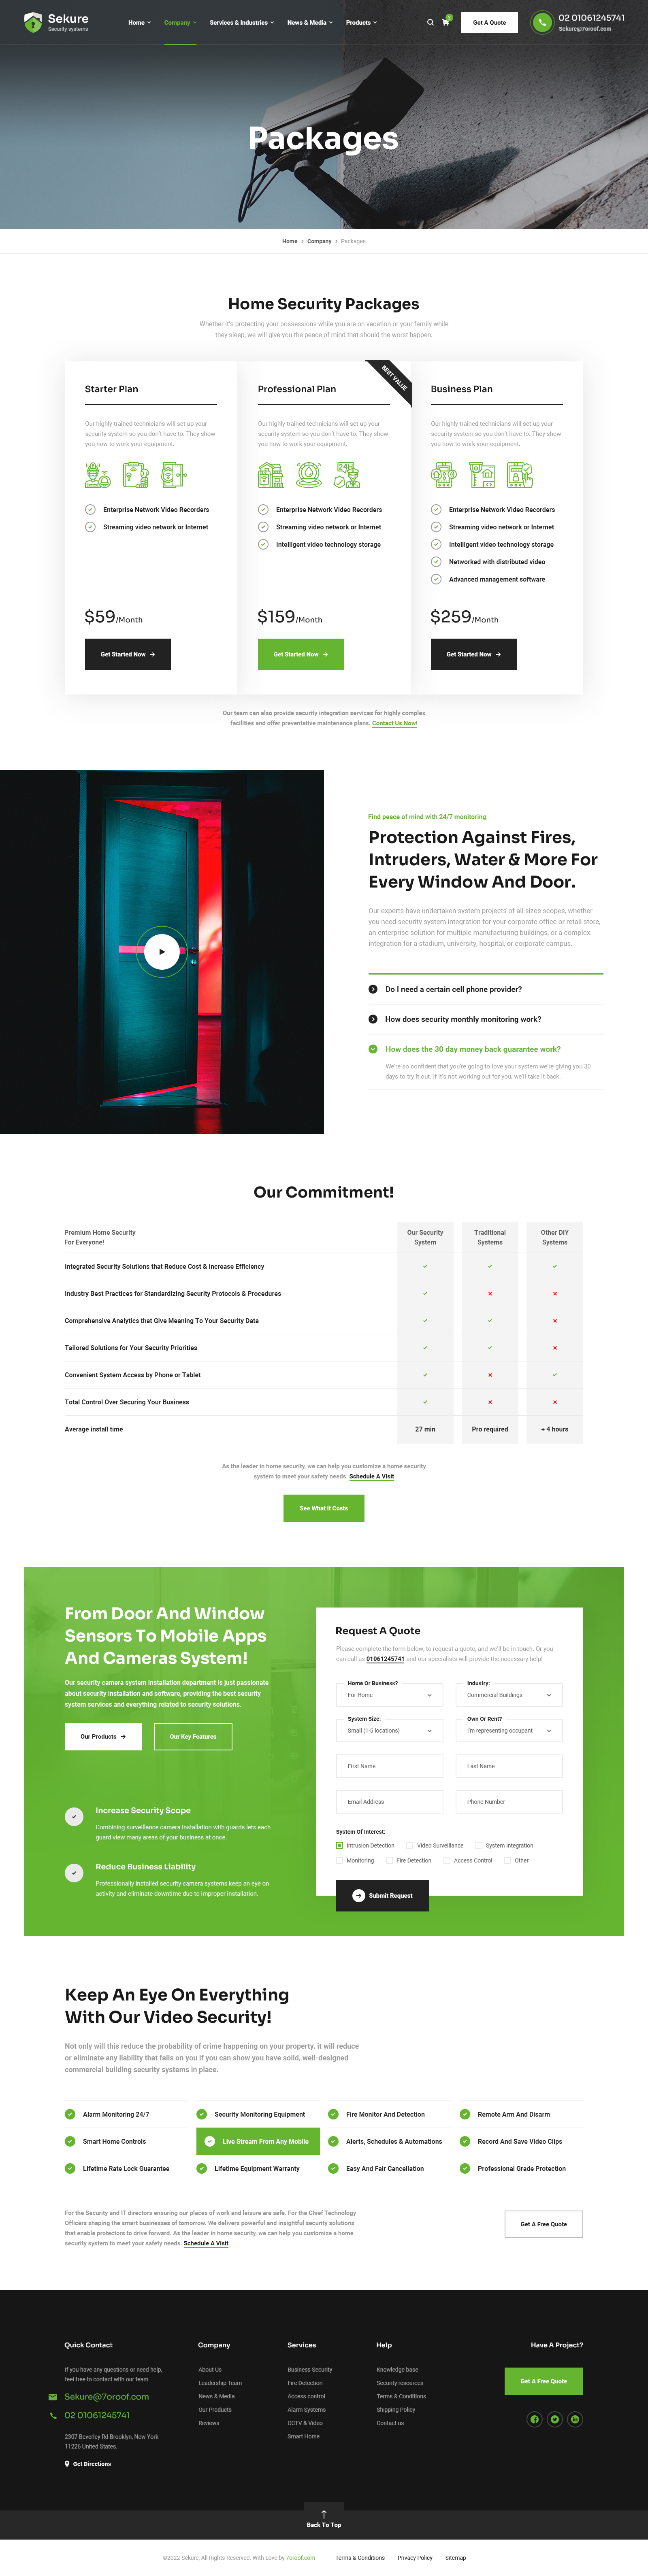 Sekure
Security systems
Home
Company
Services & Industries
News & Media
Products
2
Get A Quote
02 01061245741
Sekure@7oroof.com
Packages
Home > Company > Packages
Home Security Packages
Whether it's protecting your possessions while you are on vacation or your family while
they sleep, we will give you the peace of mind that should the worst happen.
Starter Plan
Our highly trained technicians will set-up your
security system so you don't have to. They show
you how to work your equipment.
Enterprise Network Video Recorders
Streaming video network or Internet
$59/Month
Get Started Now
BEST VALUE
Professional Plan
Our highly trained technicians will set-up your
security system so you don't have to. They show
you how to work your equipment.
Enterprise Network Video Recorders
Streaming video network or Internet
Intelligent video technology storage
$159/Month
Get Started Now
Business Plan
Our highly trained technicians will set-up your
security system so you don't have to. They show
you how to work your equipment.
Enterprise Network Video Recorders
Streaming video network or Internet
Intelligent video technology storage
Networked with distributed video
Advanced management software
$259/Month
Get Started Now
Our team can also provide security integration services for highly complex
facilities and offer preventative maintenance plans. Contact Us Now!
Find peace of mind with 24/7 monitoring
Protection Against Fires,
Intruders, Water & More For
Every Window And Door.
Our experts have undertaken system projects of all sizes scopes, whether
you need security system integration for your corporate office or retail store,
an enterprise solution for multiple manufacturing buildings, or a complex
integration for a stadium, university, hospital, or corporate campus.
Do I need a certain cell phone provider?
How does security monthly monitoring work?
How does the 30 day money back guarantee work?
We're so confident that you're going to love your system we're giving you 30
days to try it out. If it's not working out for you, we'll take it back.
Our Commitment!
Premium Home Security
For Everyone!
Our Security
System
Traditional
Systems
Other DIY
Systems
Integrated Security Solutions that Reduce Cost & Increase Efficiency
Industry Best Practices for Standardizing Security Protocols & Procedures
Comprehensive Analytics that Give Meaning To Your Security Data
Tailored Solutions for Your Security Priorities
Convenient System Access by Phone or Tablet
Total Control Over Securing Your Business
Average install time
27 min
Pro required
+ 4 hours
As the leader in home security, we can help you customize a home security
system to meet your safety needs. Schedule A Visit
See What it Costs
From Door And Window
Sensors To Mobile Apps
And Cameras System!
Our security camera system installation department is just passionate
about security installation and software, providing the best security
system services and everything related to security solutions.
Our Products
Our Key Features
Increase Security Scope
Combining surveillance camera installation with guards lets each
guard view many areas of your business at once.
Reduce Business Liability
Professionally installed security camera systems keep an eye on
activity and eliminate downtime due to improper installation.
Request A Quote
Please complete the form below, to request a quote, and we'll be in touch. Or you
can call us 01061245741 and our specialists will provide the necessary help!
Home Or Business?
For Home
Industry:
Commercial Buildings
System Size:
Small (1-5 locations)
Own Or Rent?
I'm representing occupant
First Name
Last Name
Email Address
Phone Number
System Of Interest:
Intrusion Detection
Video Surveillance
System Integration
Monitoring
Fire Detection
Access Control
Other
Submit Request
Keep An Eye On Everything
With Our Video Security!
Not only will this reduce the probability of crime happening on your property, it will reduce
or eliminate any liability that falls on you if you can show you have solid, well-designed
commercial building security systems in place.
Alarm Monitoring 24/7
Security Monitoring Equipment
Fire Monitor And Detection
Remote Arm And Disarm
Smart Home Controls
Live Stream From Any Mobile
Alerts, Schedules & Automations
Record And Save Video Clips
Lifetime Rate Lock Guarantee
Lifetime Equipment Warranty
Easy And Fair Cancellation
Professional Grade Protection
For the Security and IT directors ensuring our places of work and leisure are safe. For the Chief Technology
Officers shaping the smart businesses of tomorrow. We delivers powerful and insightful security solutions
that enable protectors to drive forward. As the leader in home security, we can help you customize a home
security system to meet your safety needs. Schedule A Visit
Get A Free Quote
Quick Contact
If you have any questions or need help,
feel free to contact with our team.
Sekure@7oroof.com
02 01061245741
2307 Beverley Rd Brooklyn, New York
11226 United States.
Get Directions
Company
About Us
Leadership Team
News & Media
Our Products
Reviews
Services
Business Security
Fire Detection
Access control
Alarm Systems
CCTV & Video
Smart Home
Help
Knowledge base
Security resources
Terms & Conditions
Shipping Policy
Contact us
Have A Project?
Get A Free Quote
Back To Top
©2022 Sekure, All Rights Reserved. With Love by 7oroof.com
Terms & Conditions - Privacy Policy - Sitemap